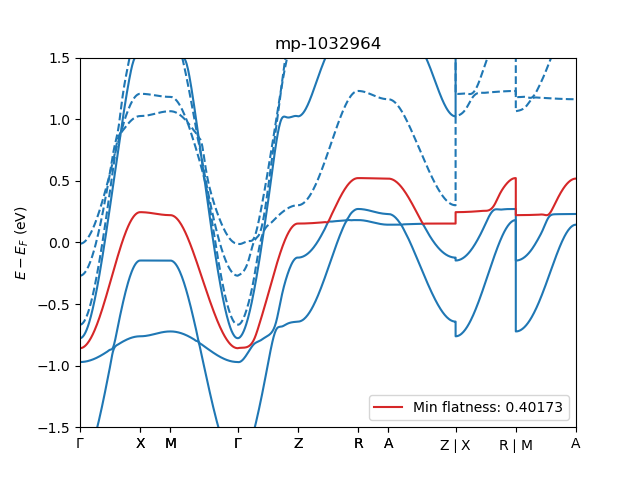 mp-1032964
1.5
1.0
0.5
0.0
−0.5
−1.0
−1.5
E − E_F (eV)
Min flatness: 0.40173
Γ X M Γ Z R A Z | X R | M A